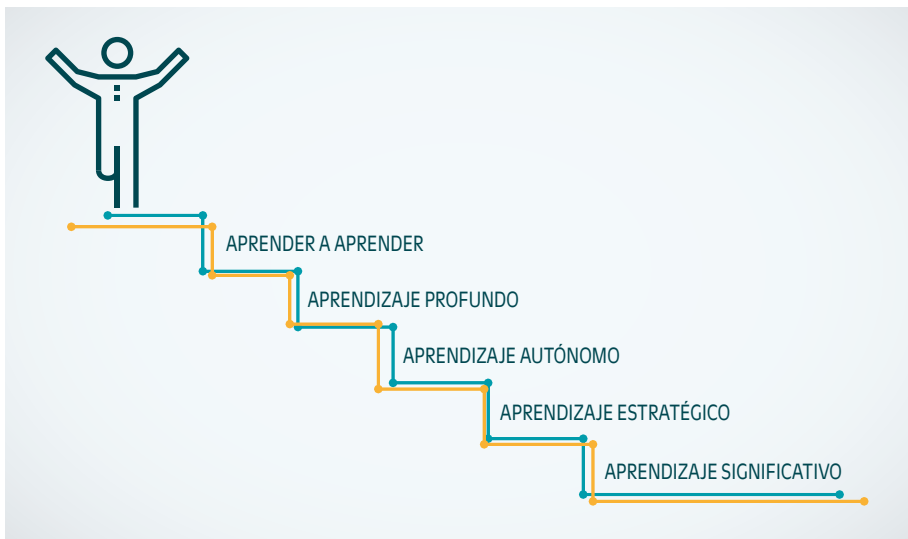 APRENDER A APRENDER
APRENDIZAJE PROFUNDO
APRENDIZAJE AUTÓNOMO
APRENDIZAJE ESTRATÉGICO
APRENDIZAJE SIGNIFICATIVO